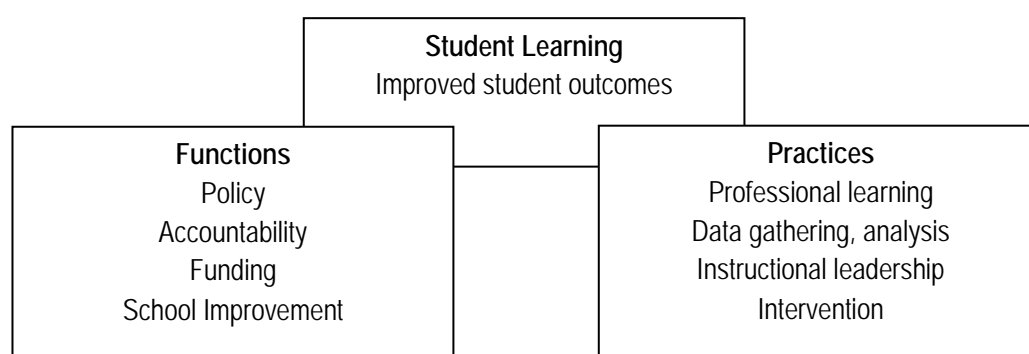 Student Learning
Improved student outcomes
Functions
Policy
Accountability
Funding
School Improvement
Practices
Professional learning
Data gathering, analysis
Instructional leadership
Intervention